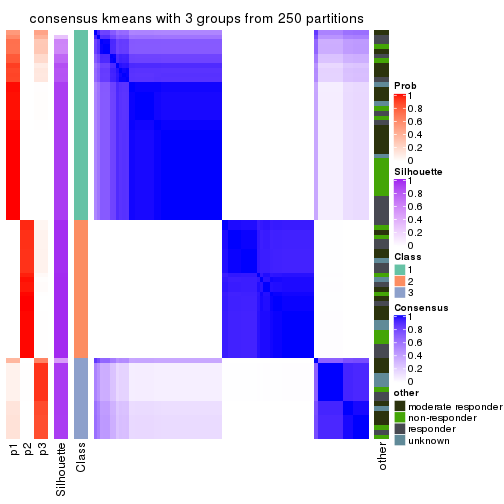 consensus kmeans with 3 groups from 250 partitions
Prob
1
0.8
0.6
0.4
0.2
0
Silhouette
1
0.8
0.6
0.4
0.2
0
Class
1
2
3
Consensus
1
0.8
0.6
0.4
0.2
0
other
moderate responder
non-responder
responder
unknown
p1
p2
p3
Silhouette
Class
other